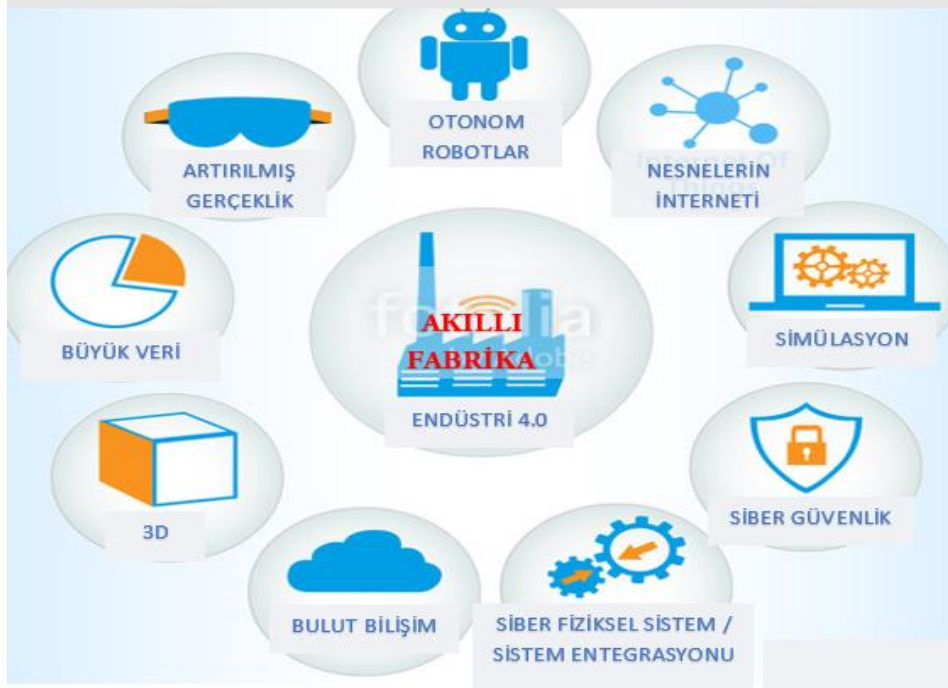 OTONOM
ROBOTLAR
ARTIRILMIŞ
GERÇEKLİK
NESNELERİN
İNTERNETİ
BÜYÜK VERİ
AKILLI
FABRİKA
ENDÜSTRİ 4.0
SİMÜLASYON
3D
SİBER GÜVENLİK
BULUT BİLİŞİM
SİBER FİZİKSEL SİSTEM /
SİSTEM ENTEGRASYONU